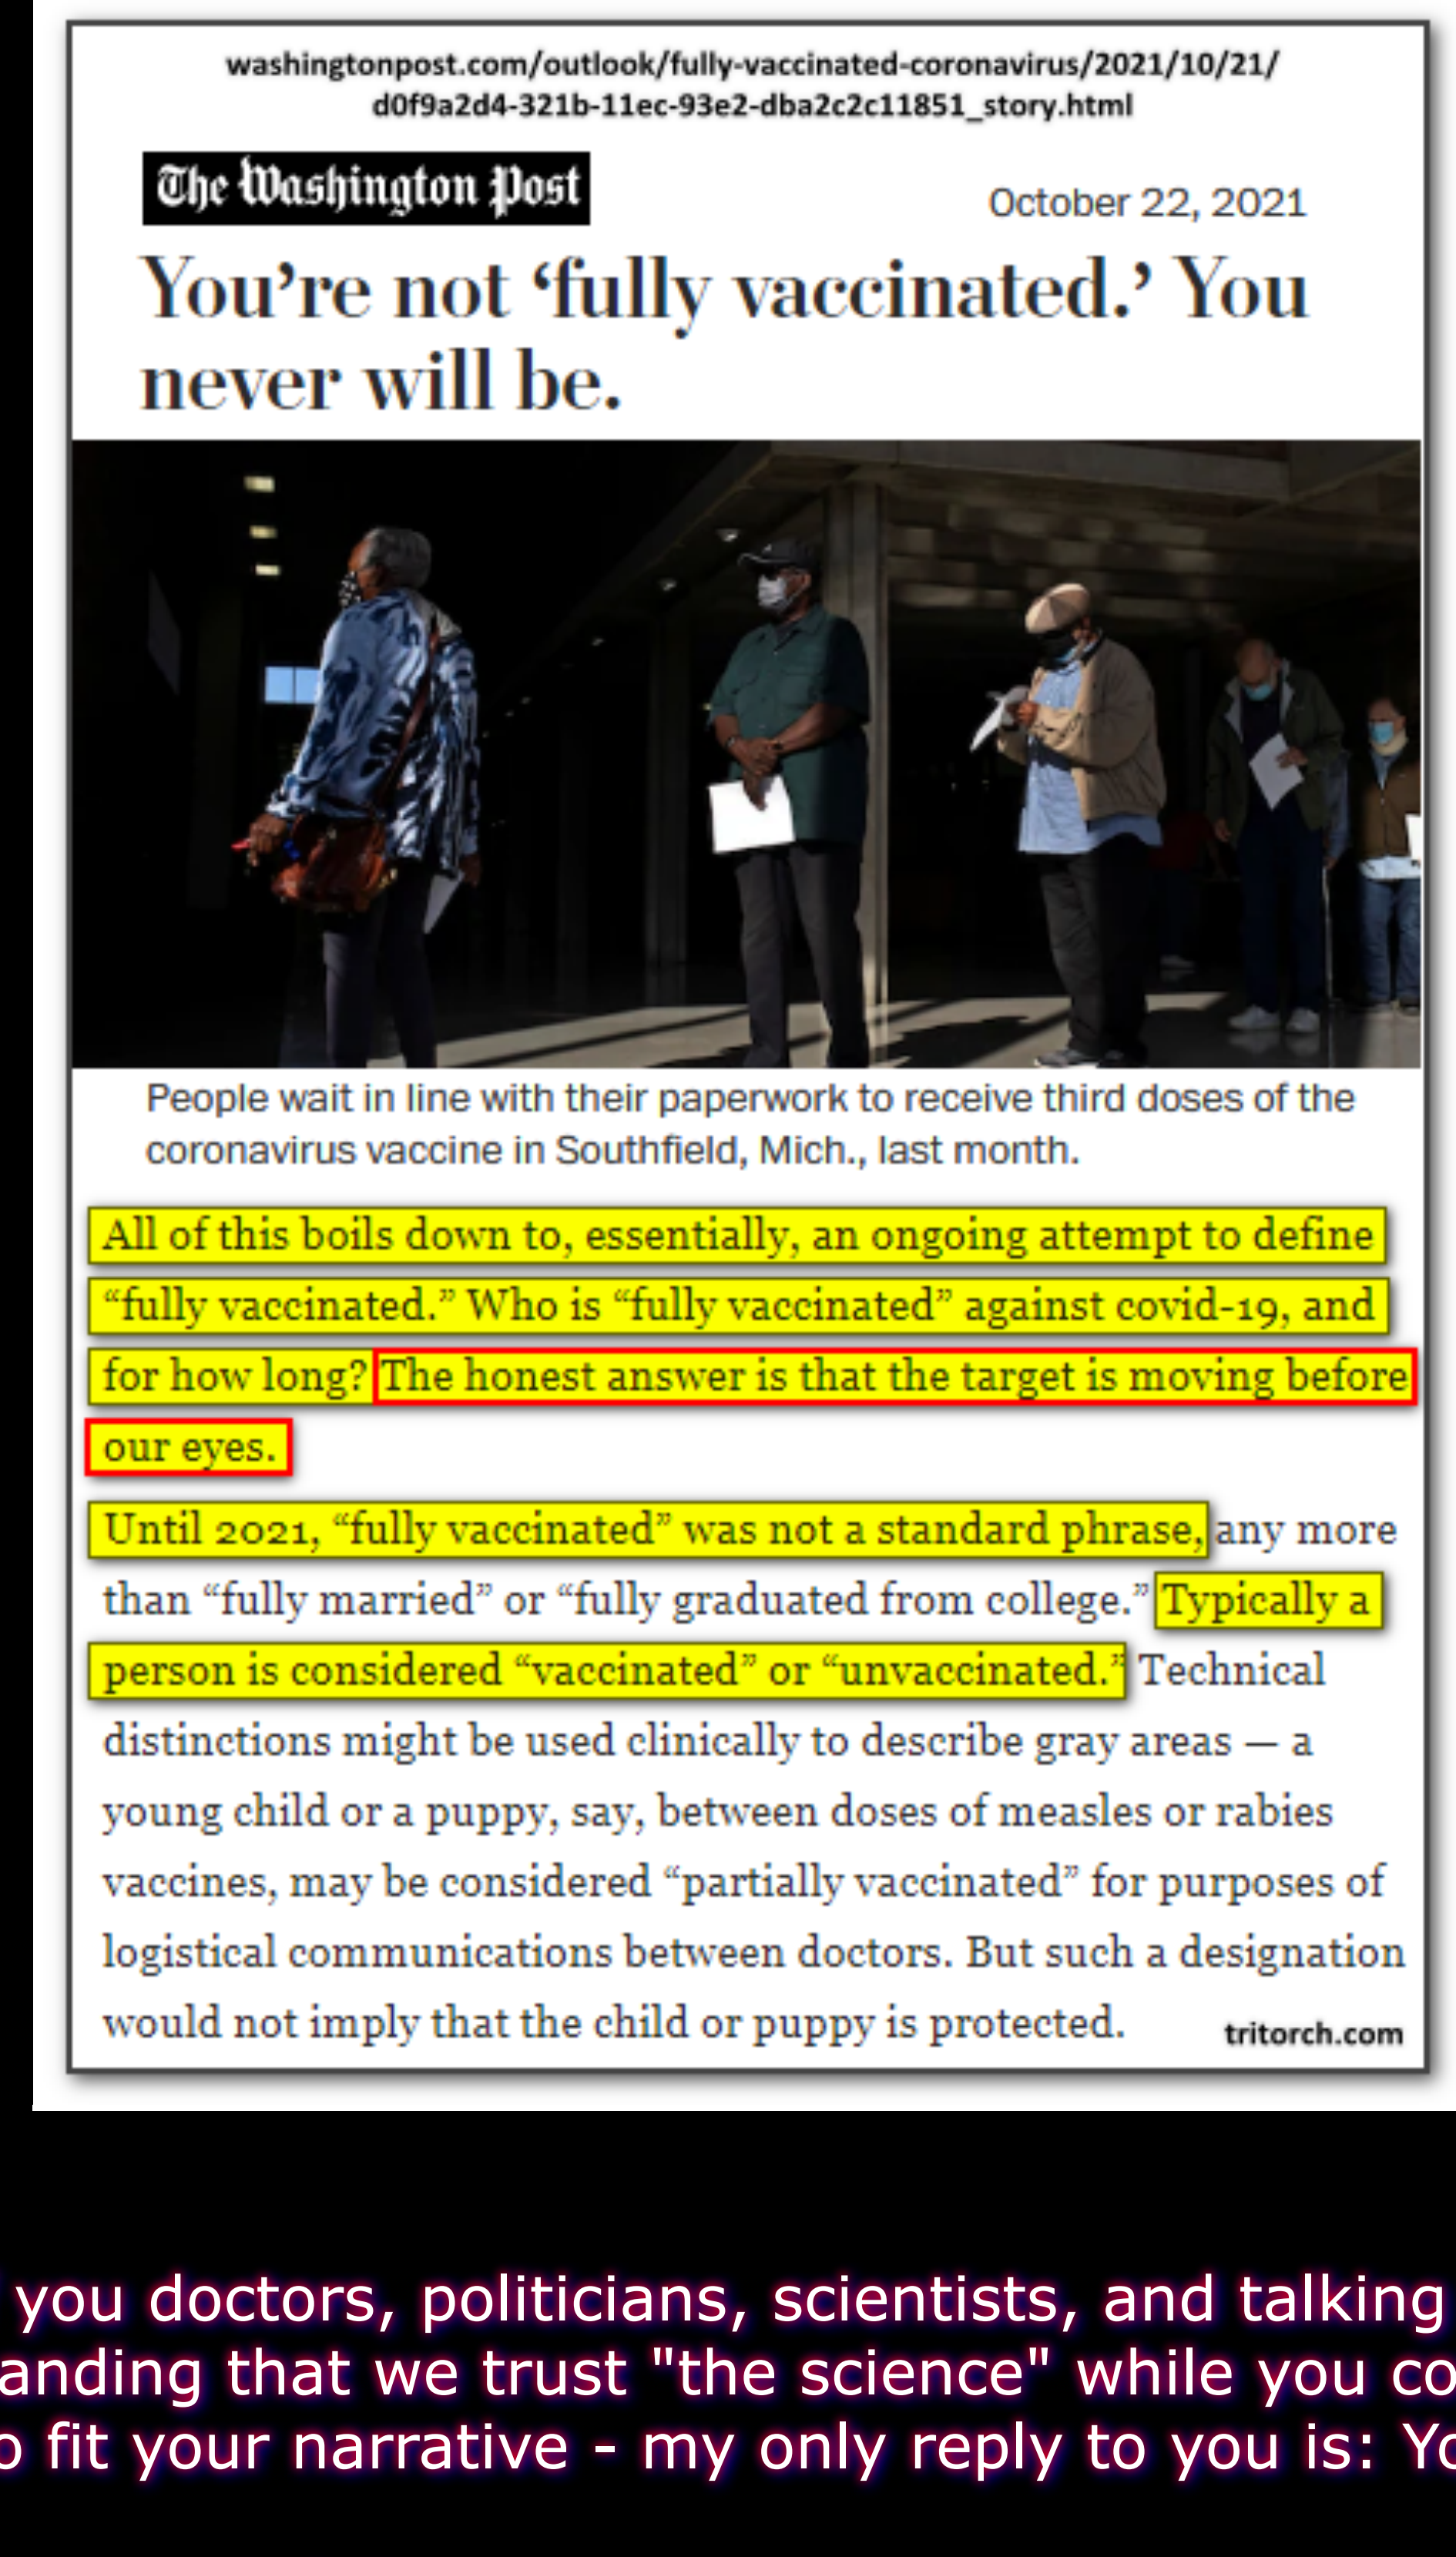 washingtonpost.com/outlook/fully-vaccinated-coronavirus/2021/10/21/
d0f9a2d4-321b-11ec-93e2-dba2c2c11851_story.html
The Washington Post
October 22, 2021
You’re not ‘fully vaccinated.’ You
never will be.
People wait in line with their paperwork to receive third doses of the
coronavirus vaccine in Southfield, Mich., last month.
All of this boils down to, essentially, an ongoing attempt to define
“fully vaccinated.” Who is “fully vaccinated” against covid-19, and
for how long? The honest answer is that the target is moving before
our eyes.
Until 2021, “fully vaccinated” was not a standard phrase, any more
than “fully married” or “fully graduated from college.” Typically a
person is considered “vaccinated” or “unvaccinated.” Technical
distinctions might be used clinically to describe gray areas — a
young child or a puppy, say, between doses of measles or rabies
vaccines, may be considered “partially vaccinated” for purposes of
logistical communications between doctors. But such a designation
would not imply that the child or puppy is protected.
tritorch.com
you doctors, politicians, scientists, and talking
anding that we trust "the science" while you co
o fit your narrative - my only reply to you is: Yo